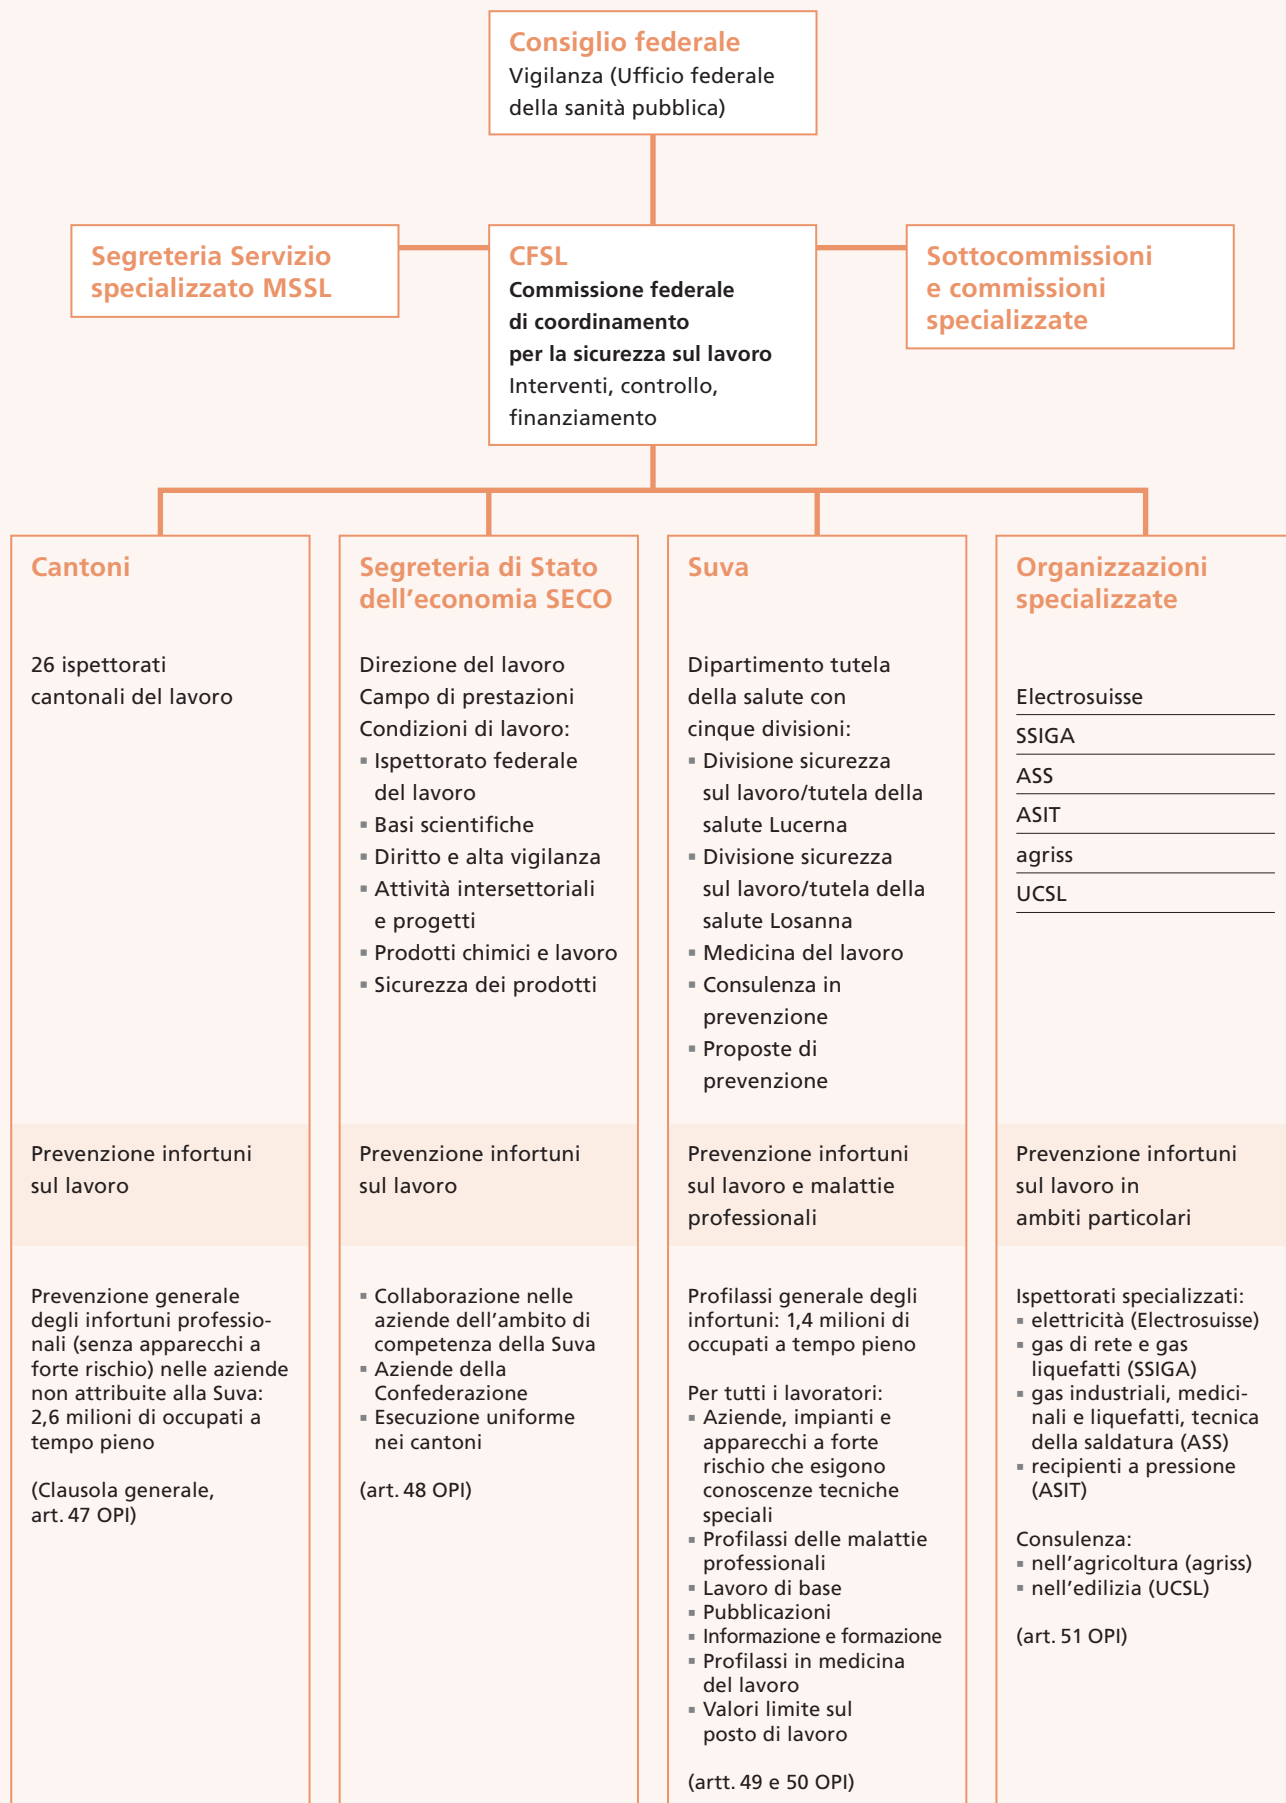 Consiglio federale
Vigilanza (Ufficio federale
della sanità pubblica)
Segreteria Servizio
specializzato MSSL
CFSL
Commissione federale
di coordinamento
per la sicurezza sul lavoro
Interventi, controllo,
finanziamento
Sottocommissioni
e commissioni
specializzate
Cantoni
26 ispettorati
cantonali del lavoro
Prevenzione infortuni
sul lavoro
Prevenzione generale
degli infortuni professio-
nali (senza apparecchi a
forte rischio) nelle aziende
non attribuite alla Suva:
2,6 milioni di occupati a
tempo pieno
(Clausola generale,
art. 47 OPI)
Segreteria di Stato
dell'economia SECO
Direzione del lavoro
Campo di prestazioni
Condizioni di lavoro:
▪ Ispettorato federale
del lavoro
▪ Basi scientifiche
▪ Diritto e alta vigilanza
▪ Attività intersettoriali
e progetti
▪ Prodotti chimici e lavoro
▪ Sicurezza dei prodotti
Prevenzione infortuni
sul lavoro
▪ Collaborazione nelle
aziende dell'ambito di
competenza della Suva
▪ Aziende della
Confederazione
▪ Esecuzione uniforme
nei cantoni
(art. 48 OPI)
Suva
Dipartimento tutela
della salute con
cinque divisioni:
▪ Divisione sicurezza
sul lavoro/tutela della
salute Lucerna
▪ Divisione sicurezza
sul lavoro/tutela della
salute Losanna
▪ Medicina del lavoro
▪ Consulenza in
prevenzione
▪ Proposte di
prevenzione
Prevenzione infortuni
sul lavoro e malattie
professionali
Profilassi generale degli
infortuni: 1,4 milioni di
occupati a tempo pieno
Per tutti i lavoratori:
▪ Aziende, impianti e
apparecchi a forte
rischio che esigono
conoscenze tecniche
speciali
▪ Profilassi delle malattie
professionali
▪ Lavoro di base
▪ Pubblicazioni
▪ Informazione e formazione
▪ Profilassi in medicina
del lavoro
▪ Valori limite sul
posto di lavoro
(artt. 49 e 50 OPI)
Organizzazioni
specializzate
Electrosuisse
SSIGA
ASS
ASIT
agriss
UCSL
Prevenzione infortuni
sul lavoro in
ambiti particolari
Ispettorati specializzati:
▪ elettricità (Electrosuisse)
▪ gas di rete e gas
liquefatti (SSIGA)
▪ gas industriali, medici-
nali e liquefatti, tecnica
della saldatura (ASS)
▪ recipienti a pressione
(ASIT)
Consulenza:
▪ nell'agricoltura (agriss)
▪ nell'edilizia (UCSL)
(art. 51 OPI)